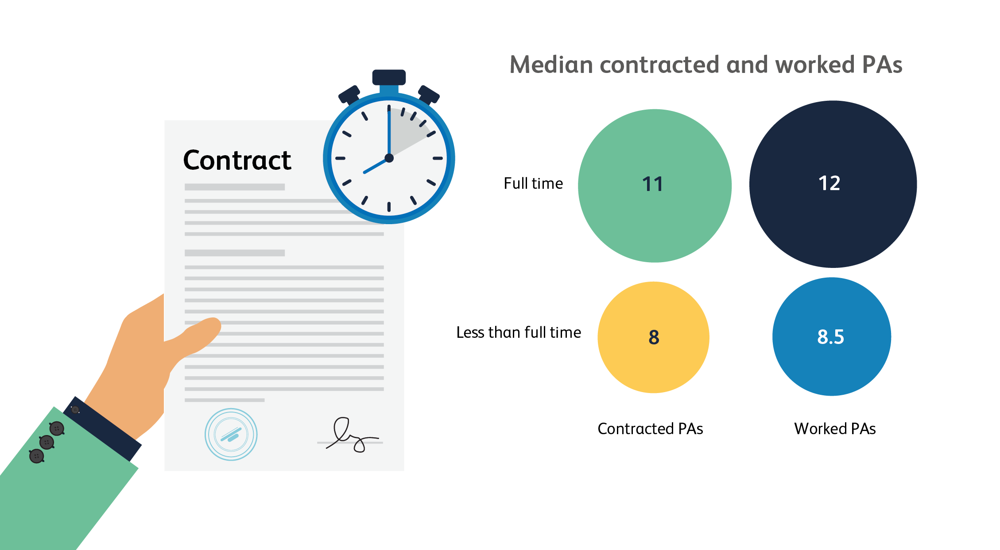 Median contracted and worked PAs
Contract
Full time
11
12
Less than full time
8
8.5
Contracted PAs
Worked PAs